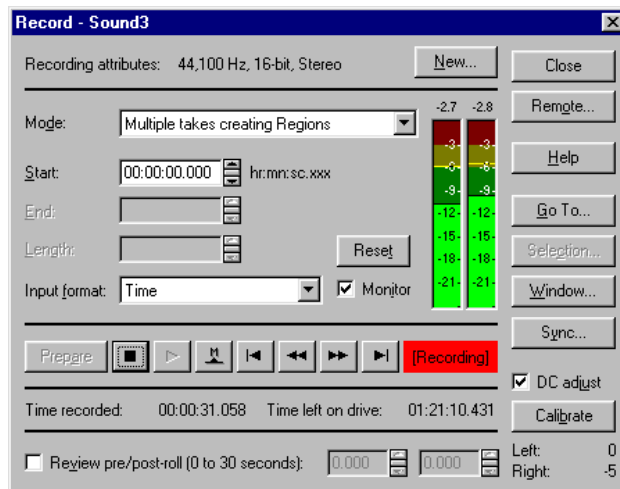 Record - Sound3
Recording attributes: 44,100 Hz, 16-bit, Stereo
New...
Close
Mode: Multiple takes creating Regions
-2.7 -2.8
Remote...
Start: 00:00:00.000 hr:mn:sc.xxx
Help
End:
Go To...
Length:
Reset
Selection...
Input format: Time
Monitor
Window...
-3- -3-
-6- -6-
-9- -9-
-12- -12-
-15- -15-
-18- -18-
-21- -21-
Sync...
Prepare
M
[Recording]
DC adjust
Time recorded: 00:00:31.058 Time left on drive: 01:21:10.431
Calibrate
Review pre/post-roll (0 to 30 seconds): 0.000 0.000
Left: 0
Right: -5